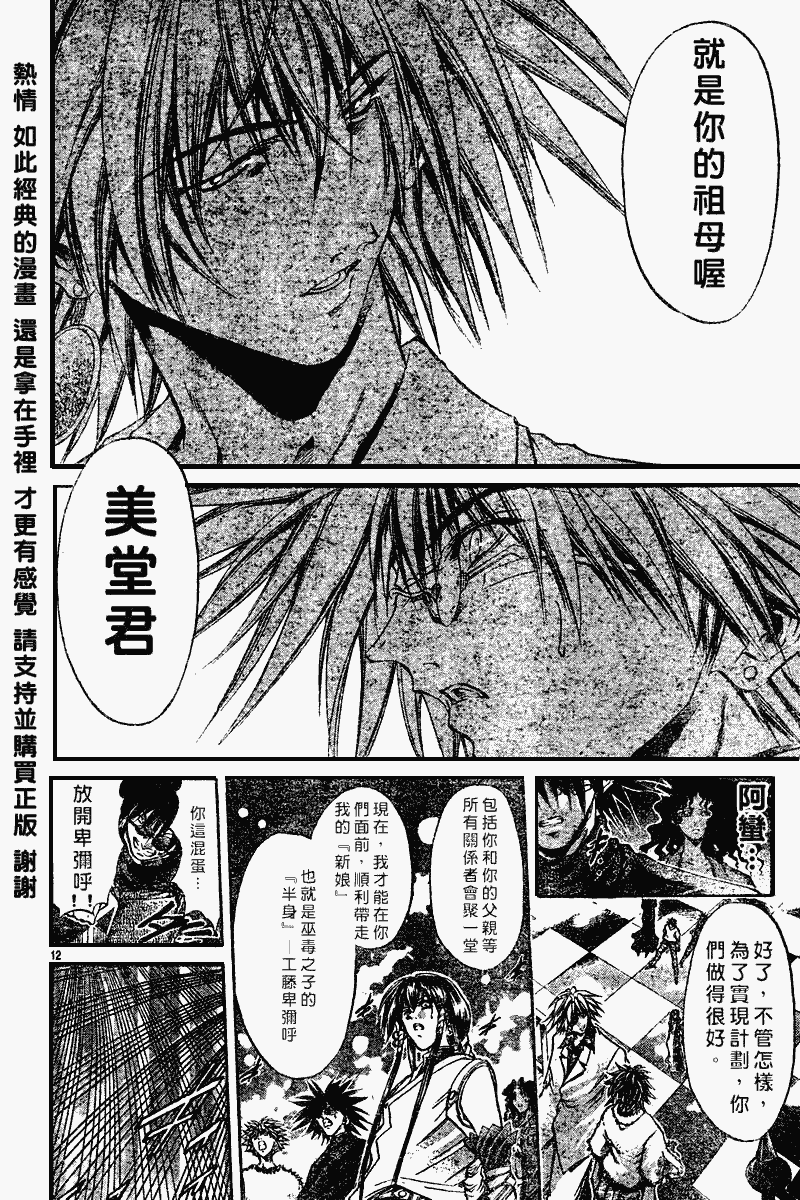 就是你的祖母喔
美堂君
阿蠻…
好了，不管怎樣，
為了實現計劃，你
們做得很好。
包括你和你的父親等
所有關係者會聚一堂
現在，我才能在你
們面前，順利帶走
我的『新娘』
也就是巫毒之子的
『半身』—工藤卑彌呼
你這混蛋…
放開卑彌呼！！
12
熱情 如此經典的漫畫 還是拿在手裡 才更有感覺 請支持並購買正版 謝謝